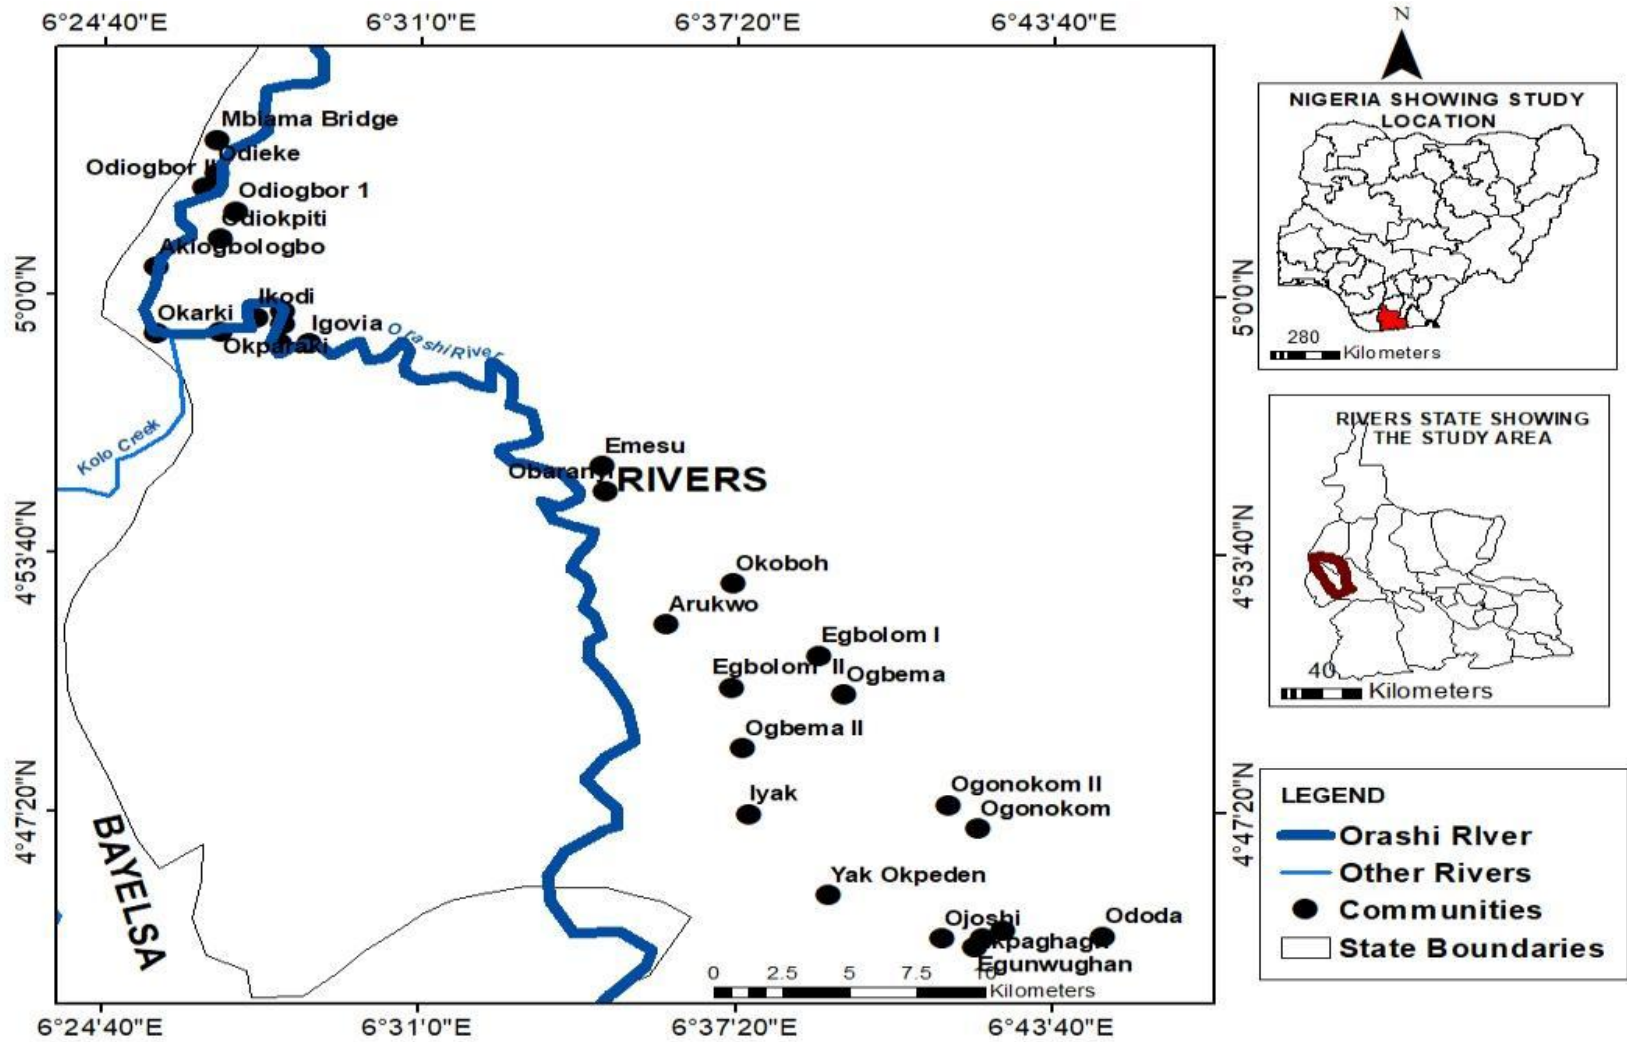 6°24'40"E
6°31'0"E
6°37'20"E
6°43'40"E
N
Mbiama Bridge
Odieke
Odiogbor II
Odiogbor 1
Odiokpiti
Akiogbologbo
5°0'0"N
Okarki
Ikodi
Igovia
Okparaki
Orashi River
Kolo Creek
Emesu
RIVERS
4°53'40"N
Okoboh
Arukwo
Egbolom I
Egbolom II
Ogbema
Ogbema II
4°47'20"N
Iyak
Ogonokom II
Ogonokom
BAYELSA
Yak Okpeden
Ojoshi
Ododa
Egunwughan
0 2.5 5 7.5 10
Kilometers
6°24'40"E
6°31'0"E
6°37'20"E
6°43'40"E
5°0'0"N
4°53'40"N
4°47'20"N
NIGERIA SHOWING STUDY
LOCATION
280
Kilometers
RIVERS STATE SHOWING
THE STUDY AREA
40
Kilometers
LEGEND
Orashi RIver
Other Rivers
Communities
State Boundaries